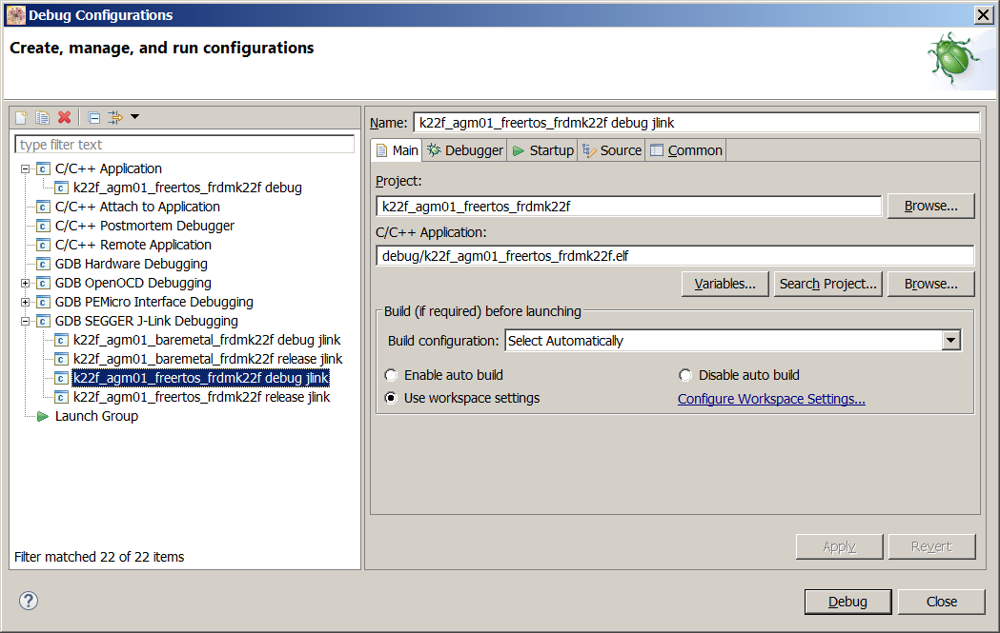 Debug Configurations
Create, manage, and run configurations
type filter text
C/C++ Application
k22f_agm01_freertos_frdmk22f debug
C/C++ Attach to Application
C/C++ Postmortem Debugger
C/C++ Remote Application
GDB Hardware Debugging
GDB OpenOCD Debugging
GDB PEMicro Interface Debugging
GDB SEGGER J-Link Debugging
k22f_agm01_baremetal_frdmk22f debug jlink
k22f_agm01_baremetal_frdmk22f release jlink
k22f_agm01_freertos_frdmk22f debug jlink
k22f_agm01_freertos_frdmk22f release jlink
Launch Group
Filter matched 22 of 22 items
Name: k22f_agm01_freertos_frdmk22f debug jlink
Main Debugger Startup Source Common
Project:
k22f_agm01_freertos_frdmk22f Browse...
C/C++ Application:
debug/k22f_agm01_freertos_frdmk22f.elf
Variables... Search Project... Browse...
Build (if required) before launching
Build configuration: Select Automatically
Enable auto build Disable auto build
Use workspace settings Configure Workspace Settings...
Apply Revert
? Debug Close